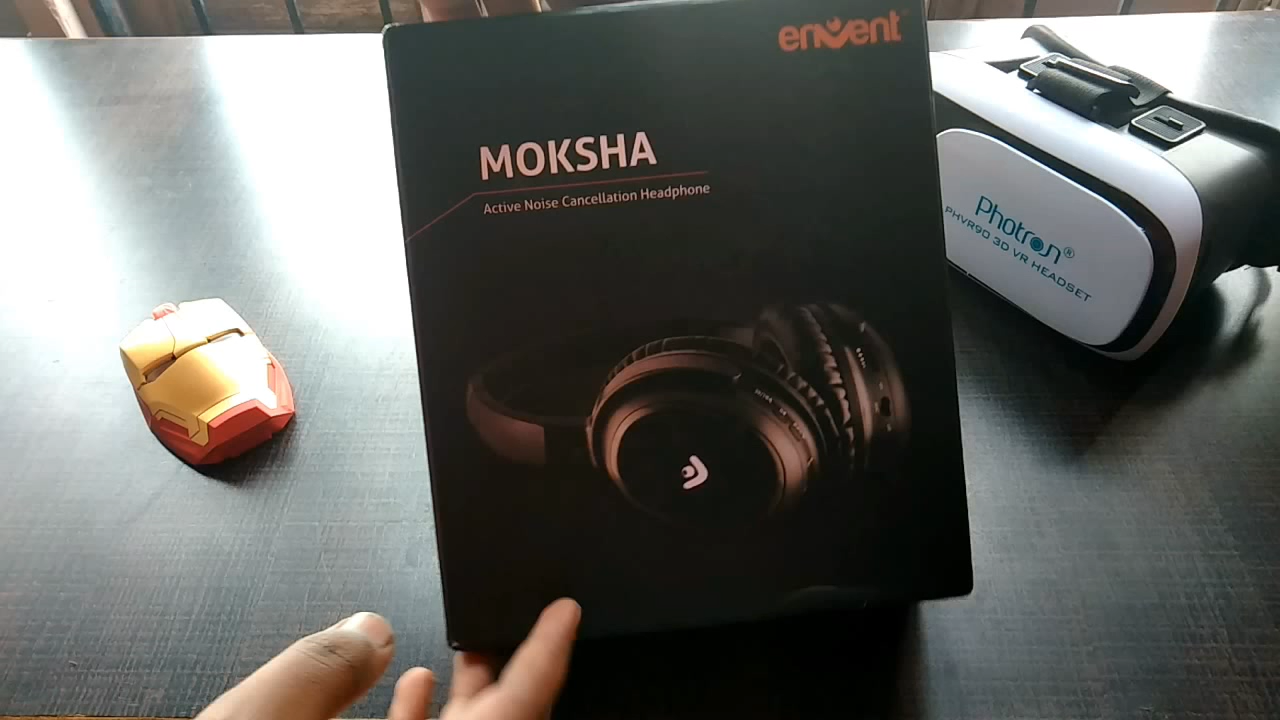 envent
MOKSHA
Active Noise Cancellation Headphone
Photron®
PHVR90 3D VR HEADSET